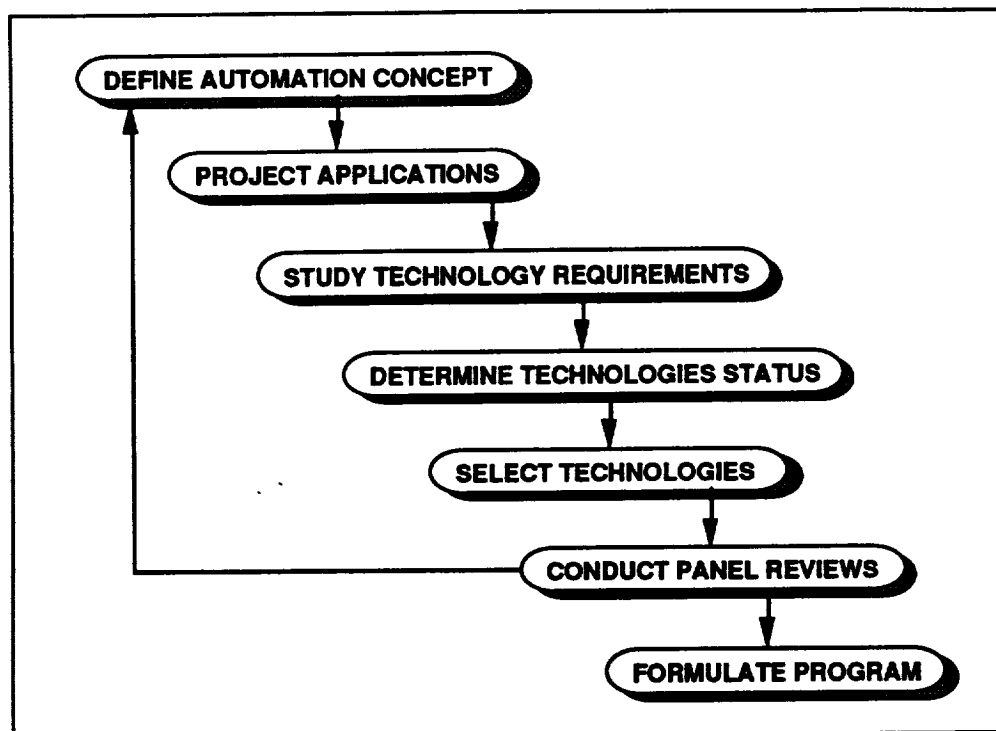 DEFINE AUTOMATION CONCEPT
PROJECT APPLICATIONS
STUDY TECHNOLOGY REQUIREMENTS
DETERMINE TECHNOLOGIES STATUS
SELECT TECHNOLOGIES
CONDUCT PANEL REVIEWS
FORMULATE PROGRAM